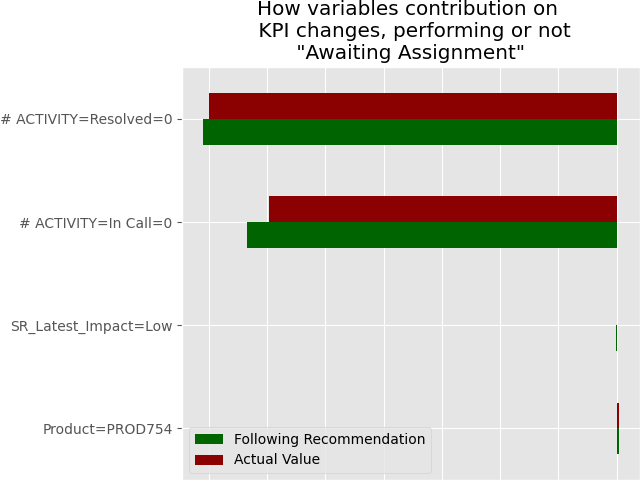 How variables contribution on
KPI changes, performing or not
"Awaiting Assignment"
# ACTIVITY=Resolved=0
# ACTIVITY=In Call=0
SR_Latest_Impact=Low
Product=PROD754
Following Recommendation
Actual Value